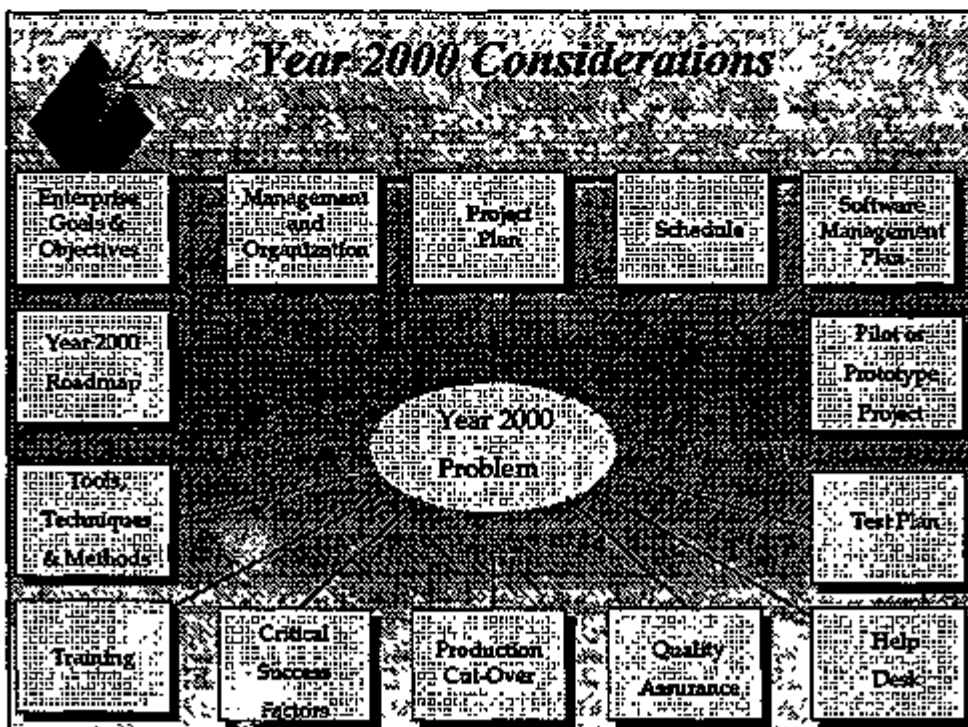 Year 2000 Considerations
Enterprise
Goals &
Objectives
Management
and
Organization
Project
Plan
Schedule
Software
Management
Plan
Year 2000
Roadmap
Pilot or
Prototype
Project
Year 2000
Problem
Tools,
Techniques
& Methods
Test Plan
Training
Critical
Success
Factors
Production
Cut-Over
Quality
Assurance
Help
Desk